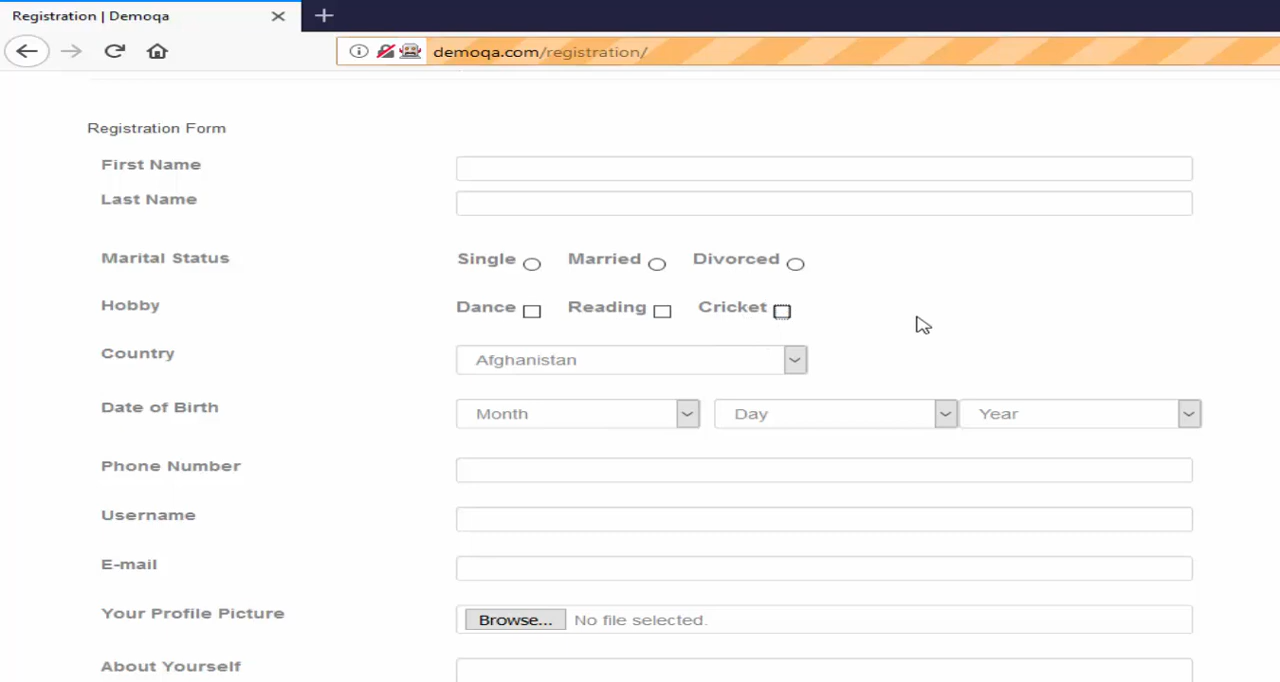 Registration | Demoqa
demoqa.com/registration/
Registration Form
First Name
Last Name
Marital Status Single Married Divorced
Hobby Dance Reading Cricket
Country Afghanistan
Date of Birth Month Day Year
Phone Number
Username
E-mail
Your Profile Picture Browse... No file selected.
About Yourself